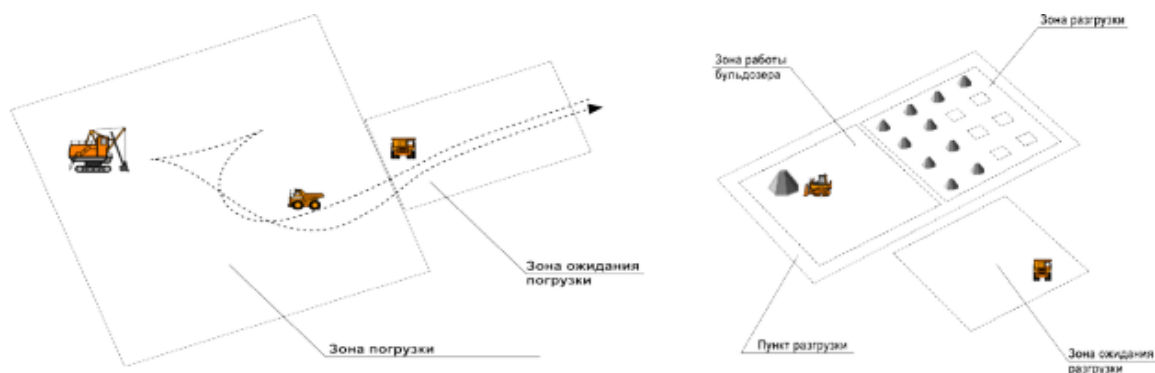 Зона ожидания
погрузки
Зона погрузки
Зона разгрузки
Зона работы
бульдозера
Пункт разгрузки
Зона ожидания
разгрузки